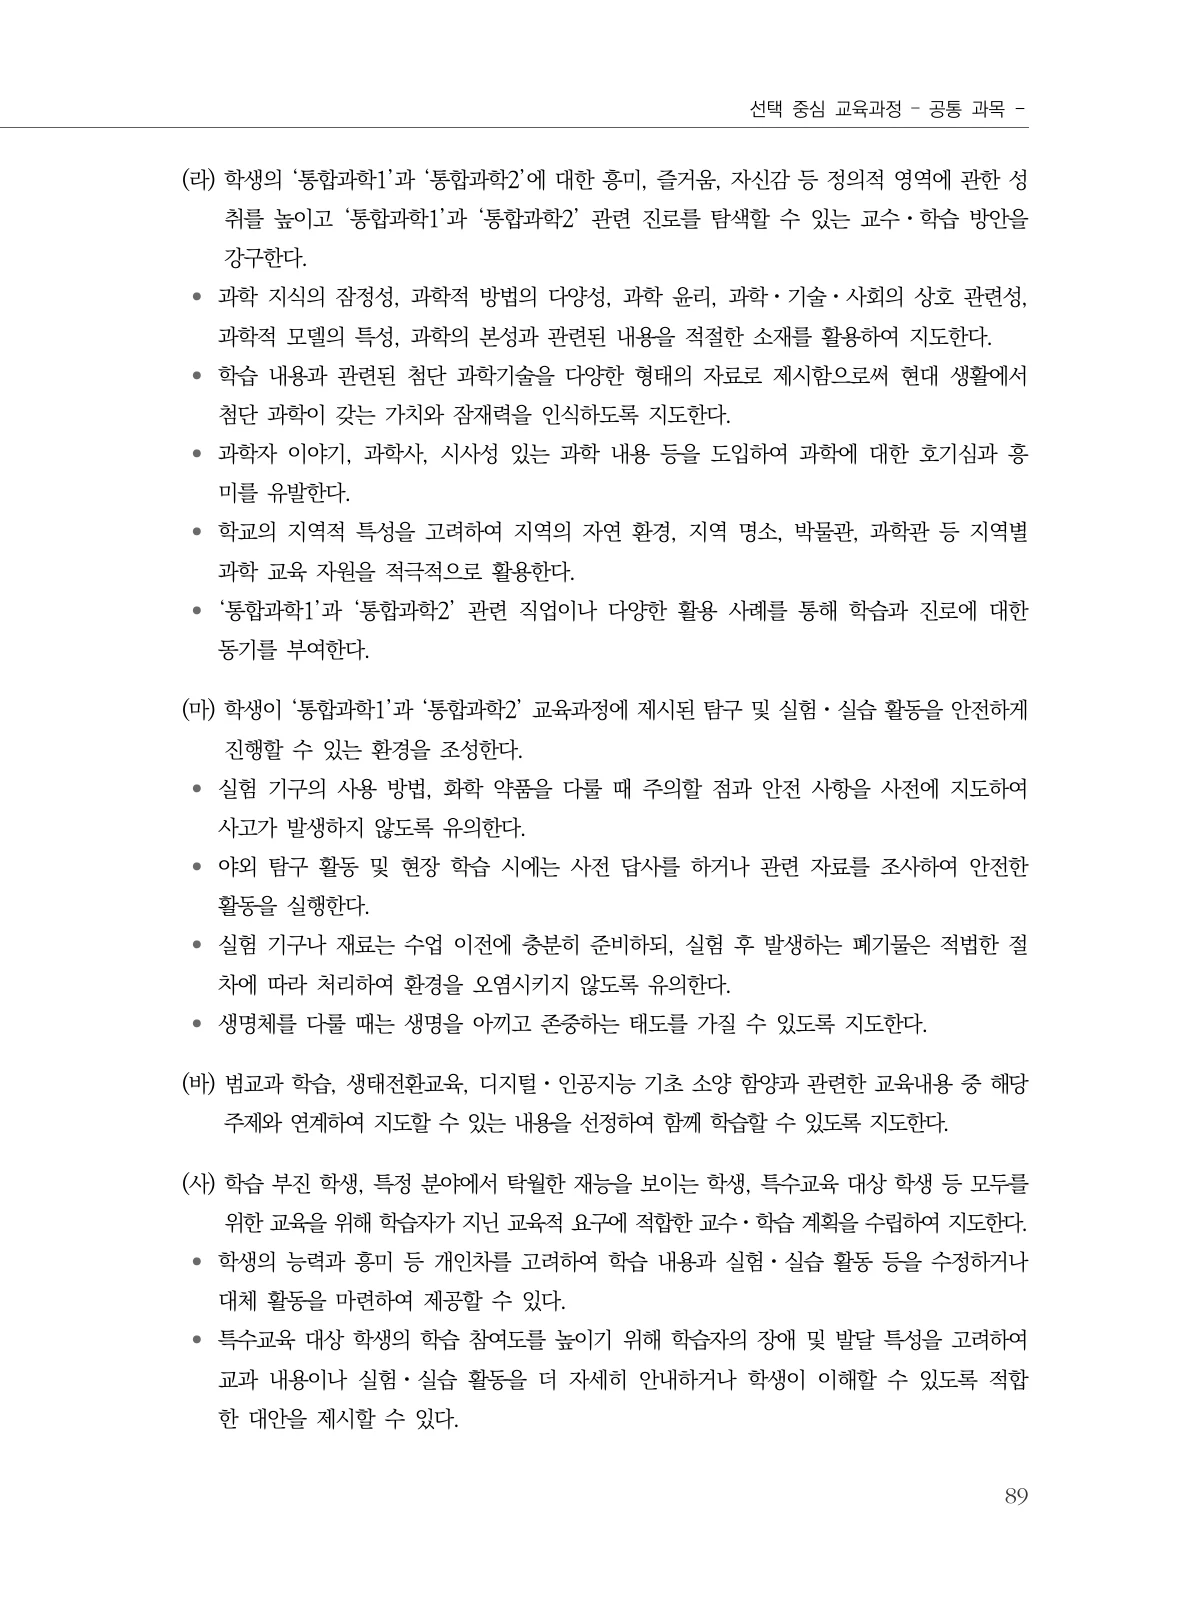 선택 중심 교육과정 - 공통 과목 -
(라) 학생의 ‘통합과학1’과 ‘통합과학2’에 대한 흥미, 즐거움, 자신감 등 정의적 영역에 관한 성
취를 높이고 ‘통합과학1’과 ‘통합과학2’ 관련 진로를 탐색할 수 있는 교수·학습 방안을
강구한다.
• 과학 지식의 잠정성, 과학적 방법의 다양성, 과학 윤리, 과학·기술·사회의 상호 관련성,
과학적 모델의 특성, 과학의 본성과 관련된 내용을 적절한 소재를 활용하여 지도한다.
• 학습 내용과 관련된 첨단 과학기술을 다양한 형태의 자료로 제시함으로써 현대 생활에서
첨단 과학이 갖는 가치와 잠재력을 인식하도록 지도한다.
• 과학자 이야기, 과학사, 시사성 있는 과학 내용 등을 도입하여 과학에 대한 호기심과 흥
미를 유발한다.
• 학교의 지역적 특성을 고려하여 지역의 자연 환경, 지역 명소, 박물관, 과학관 등 지역별
과학 교육 자원을 적극적으로 활용한다.
• ‘통합과학1’과 ‘통합과학2’ 관련 직업이나 다양한 활용 사례를 통해 학습과 진로에 대한
동기를 부여한다.
(마) 학생이 ‘통합과학1’과 ‘통합과학2’ 교육과정에 제시된 탐구 및 실험·실습 활동을 안전하게
진행할 수 있는 환경을 조성한다.
• 실험 기구의 사용 방법, 화학 약품을 다룰 때 주의할 점과 안전 사항을 사전에 지도하여
사고가 발생하지 않도록 유의한다.
• 야외 탐구 활동 및 현장 학습 시에는 사전 답사를 하거나 관련 자료를 조사하여 안전한
활동을 실행한다.
• 실험 기구나 재료는 수업 이전에 충분히 준비하되, 실험 후 발생하는 폐기물은 적법한 절
차에 따라 처리하여 환경을 오염시키지 않도록 유의한다.
• 생명체를 다룰 때는 생명을 아끼고 존중하는 태도를 가질 수 있도록 지도한다.
(바) 범교과 학습, 생태전환교육, 디지털·인공지능 기초 소양 함양과 관련한 교육내용 중 해당
주제와 연계하여 지도할 수 있는 내용을 선정하여 함께 학습할 수 있도록 지도한다.
(사) 학습 부진 학생, 특정 분야에서 탁월한 재능을 보이는 학생, 특수교육 대상 학생 등 모두를
위한 교육을 위해 학습자가 지닌 교육적 요구에 적합한 교수·학습 계획을 수립하여 지도한다.
• 학생의 능력과 흥미 등 개인차를 고려하여 학습 내용과 실험·실습 활동 등을 수정하거나
대체 활동을 마련하여 제공할 수 있다.
• 특수교육 대상 학생의 학습 참여도를 높이기 위해 학습자의 장애 및 발달 특성을 고려하여
교과 내용이나 실험·실습 활동을 더 자세히 안내하거나 학생이 이해할 수 있도록 적합
한 대안을 제시할 수 있다.
89